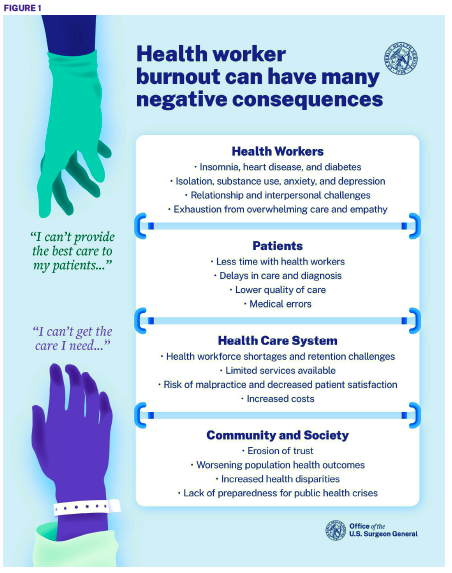 FIGURE 1
Health worker
burnout can have many
negative consequences
Health Workers
• Insomnia, heart disease, and diabetes
• Isolation, substance use, anxiety, and depression
• Relationship and interpersonal challenges
• Exhaustion from overwhelming care and empathy
“I can’t provide
the best care to
my patients...”
Patients
• Less time with health workers
• Delays in care and diagnosis
• Lower quality of care
• Medical errors
“I can’t get the
care I need...”
Health Care System
• Health workforce shortages and retention challenges
• Limited services available
• Risk of malpractice and decreased patient satisfaction
• Increased costs
Community and Society
• Erosion of trust
• Worsening population health outcomes
• Increased health disparities
• Lack of preparedness for public health crises
Office of the
U.S. Surgeon General